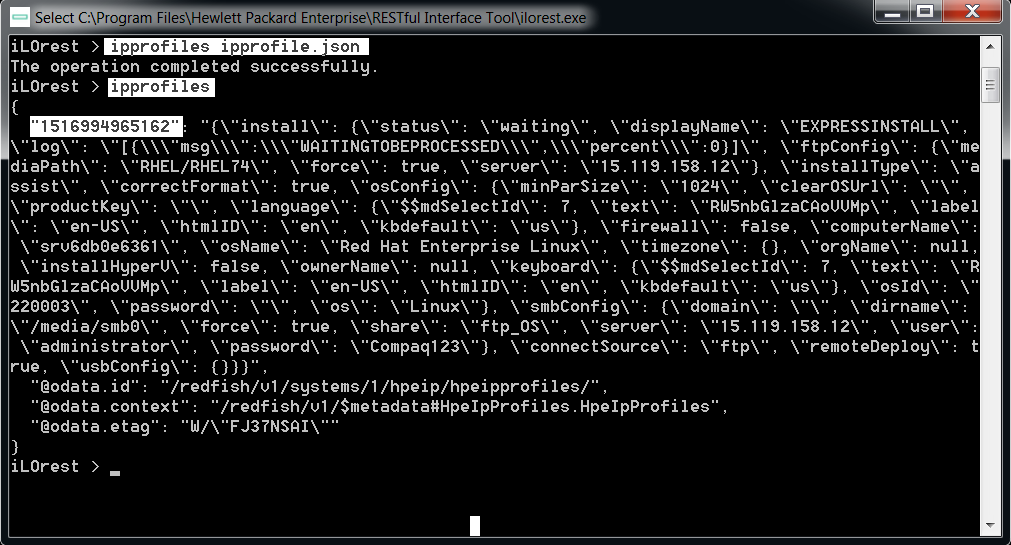 Select C:\Program Files\Hewlett Packard Enterprise\RESTful Interface Tool\ilorest.exe
iLOrest > ipprofiles ipprofile.json
The operation completed successfully.
iLOrest > ipprofiles
{
  "1516994965162": "{\"install\": {\"status\": \"waiting\", \"displayName\": \"EXPRESSINSTALL\",
\"log\": \"[{\\\"msg\\\":\\\"WAITINGTOBEPROCESSED\\\",\\\"percent\\\":0}]\", \"ftpConfig\": {\"me
diaPath\": \"RHEL/RHEL74\", \"force\": true, \"server\": \"15.119.158.12\"}, \"installType\": \"a
ssist\", \"correctFormat\": true, \"osConfig\": {\"minParSize\": \"1024\", \"clearOSUrl\": \"\",
\"productKey\": \"\", \"language\": {\"$$mdSelectId\": 7, \"text\": \"RW5nbGlzaCAoVVMp\", \"label
\": \"en-US\", \"htmlID\": \"en\", \"kbdefault\": \"us\"}, \"firewall\": false, \"computerName\":
 \"srv6db0e6361\", \"osName\": \"Red Hat Enterprise Linux\", \"timezone\": {}, \"orgName\": null,
 \"installHyperV\": false, \"ownerName\": null, \"keyboard\": {\"$$mdSelectId\": 7, \"text\": \"R
W5nbGlzaCAoVVMp\", \"label\": \"en-US\", \"htmlID\": \"en\", \"kbdefault\": \"us\"}, \"osId\": \"
220003\", \"password\": \"\", \"os\": \"Linux\"}, \"smbConfig\": {\"domain\": \"\", \"dirname\":
\"/media/smb0\", \"force\": true, \"share\": \"ftp_OS\", \"server\": \"15.119.158.12\", \"user\":
 \"administrator\", \"password\": \"Compaq123\"}, \"connectSource\": \"ftp\", \"remoteDeploy\": t
rue, \"usbConfig\": {}}}",
  "@odata.id": "/redfish/v1/systems/1/hpeip/hpeipprofiles/",
  "@odata.context": "/redfish/v1/$metadata#HpeIpProfiles.HpeIpProfiles",
  "@odata.etag": "W/\"FJ37NSAI\""
}
iLOrest > _